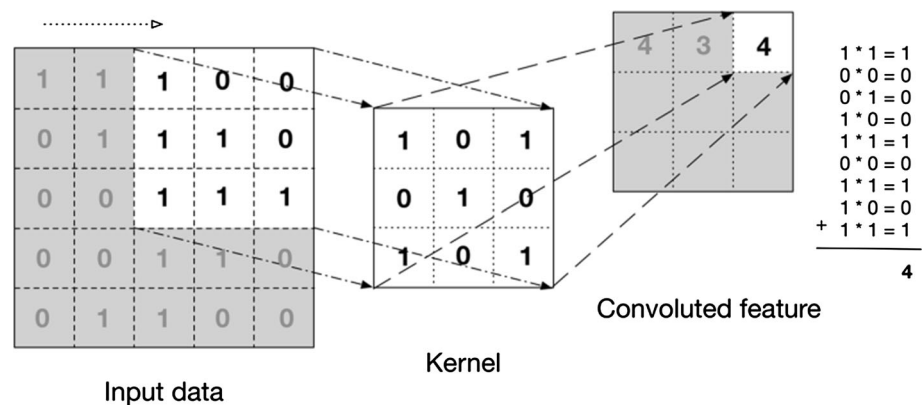 1 1 1 0 0
0 1 1 1 0
0 0 1 1 1
0 0 1 1 0
0 1 1 0 0
Input data
1 0 1
0 1 0
1 0 1
Kernel
4 3 4
Convoluted feature
1 * 1 = 1
0 * 0 = 0
0 * 1 = 0
1 * 0 = 0
1 * 1 = 1
0 * 0 = 0
1 * 1 = 1
1 * 0 = 0
+ 1 * 1 = 1
4